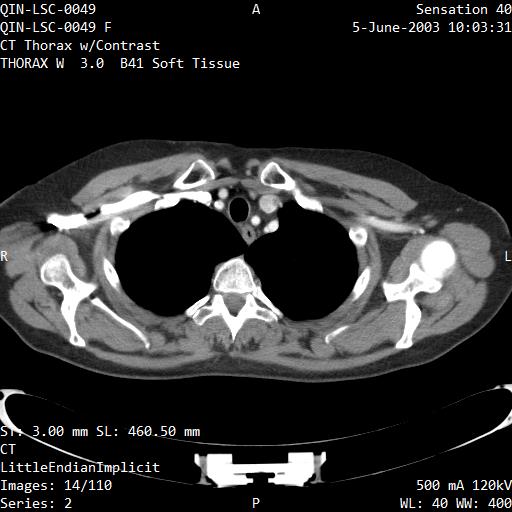 QIN-LSC-0049
A
Sensation 40
QIN-LSC-0049 F
5-June-2003 10:03:31
CT Thorax w/Contrast
THORAX W 3.0 B41 Soft Tissue
R
L
ST: 3.00 mm SL: 460.50 mm
CT
LittleEndianImplicit
Images: 14/110
500 mA 120kV
Series: 2
P
WL: 40 WW: 400